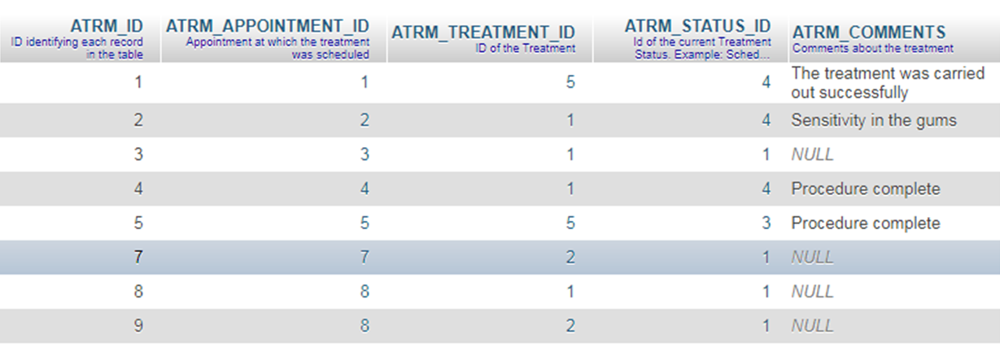 ATRM_ID ATRM_APPOINTMENT_ID ATRM_TREATMENT_ID ATRM_STATUS_ID ATRM_COMMENTS
ID identifying each record in the table Appointment at which the treatment was scheduled ID of the Treatment Id of the current Treatment Status. Example: Sched... Comments about the treatment
1 1 5 4 The treatment was carried out successfully
2 2 1 4 Sensitivity in the gums
3 3 1 1 NULL
4 4 1 4 Procedure complete
5 5 5 3 Procedure complete
7 7 2 1 NULL
8 8 1 1 NULL
9 8 2 1 NULL